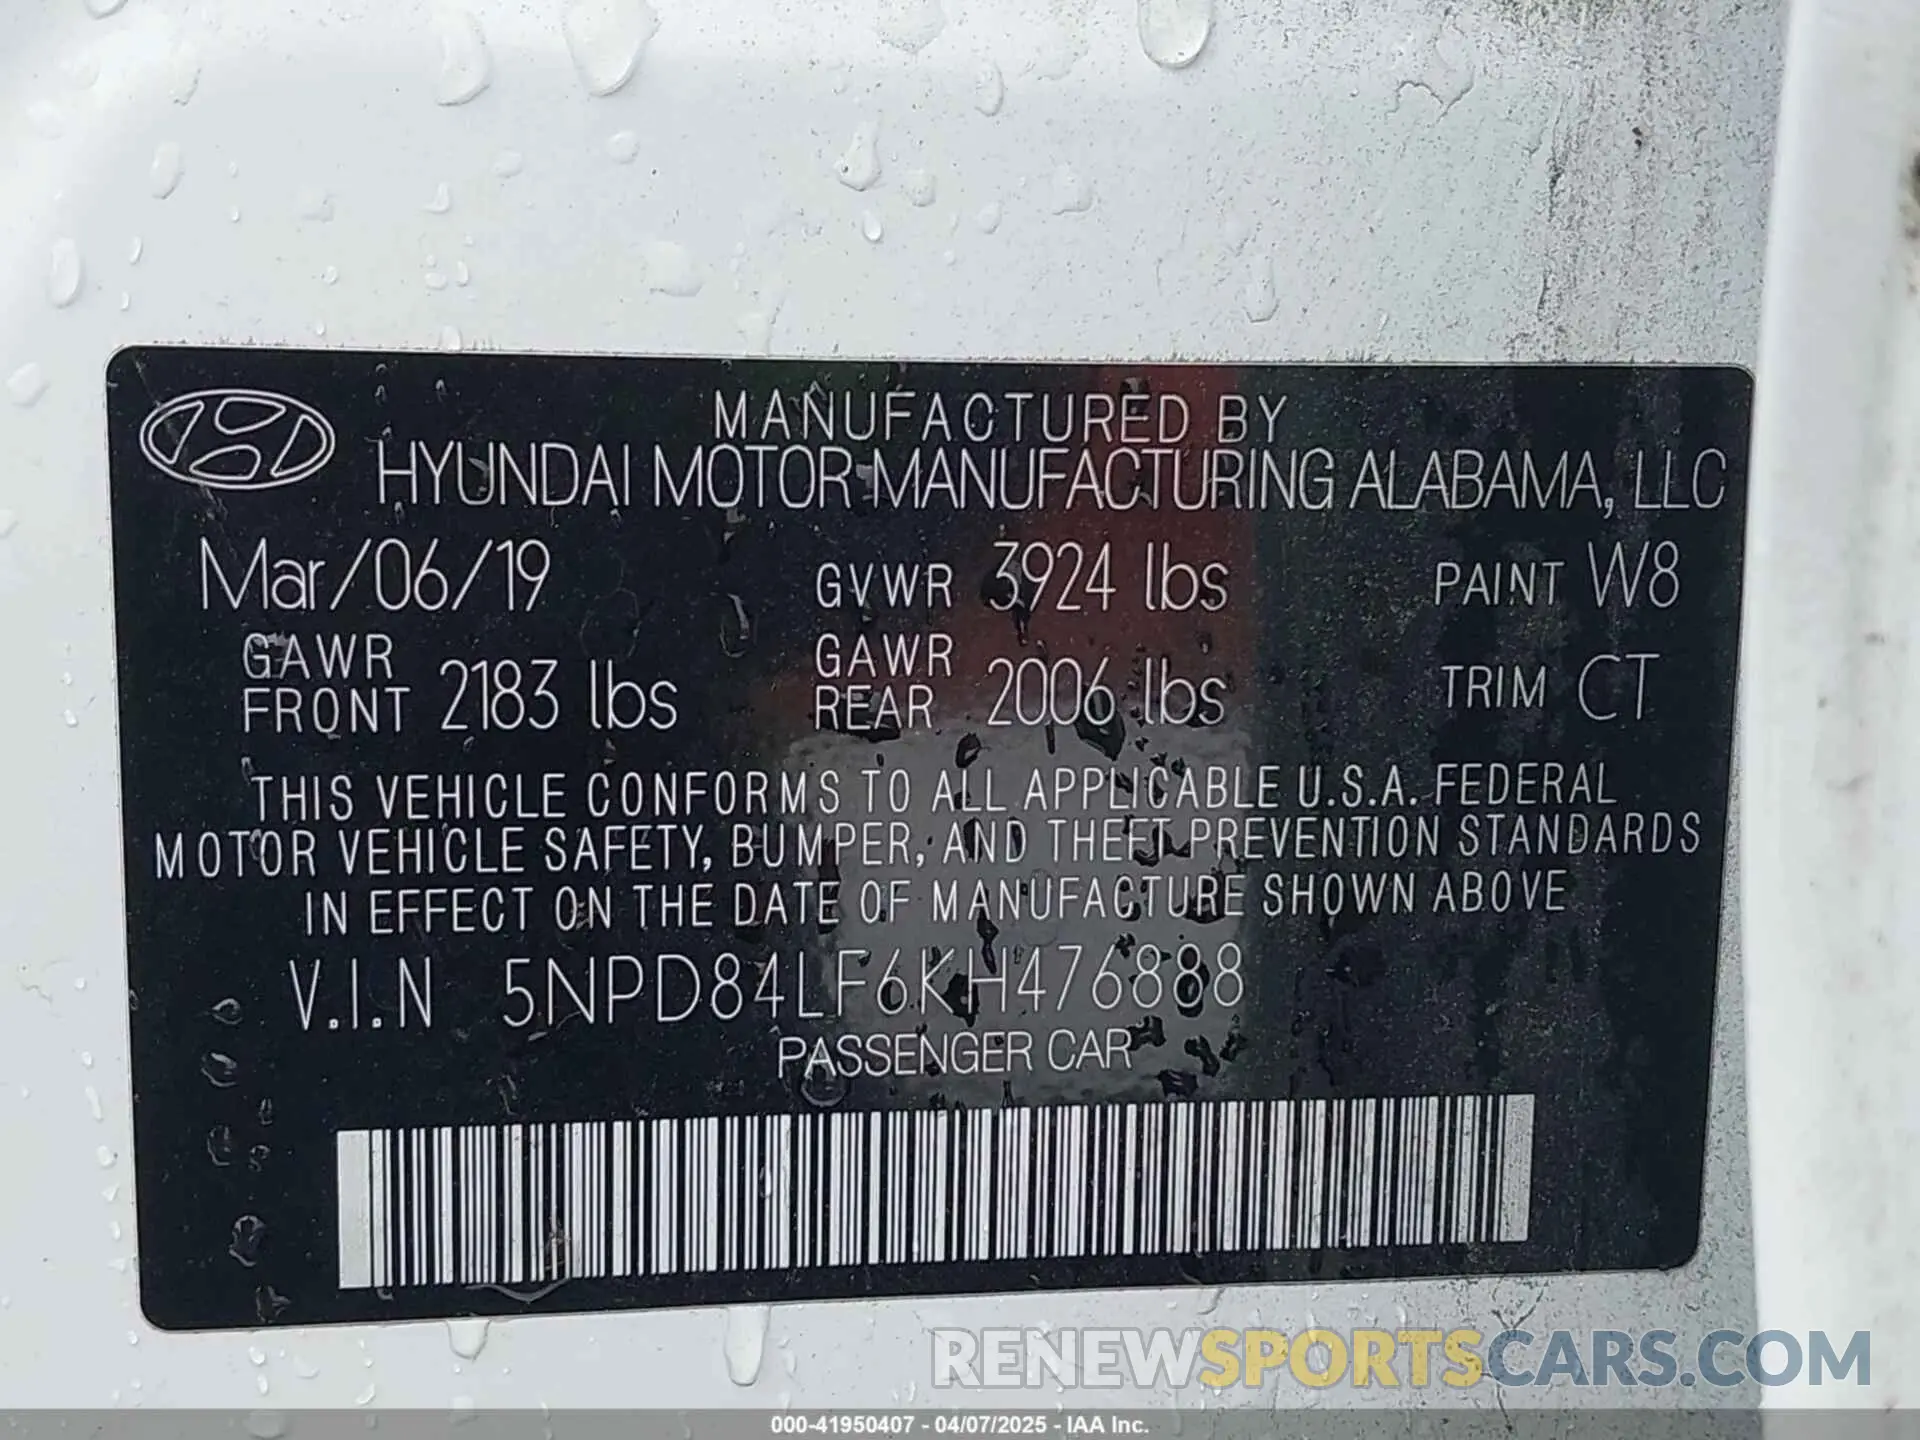 MANUFACTURED BY
HYUNDAI MOTOR MANUFACTURING ALABAMA, LLC
Mar/06/19 GVWR 3924 lbs PAINT W8
GAWR FRONT 2183 lbs GAWR REAR 2006 lbs TRIM CT
THIS VEHICLE CONFORMS TO ALL APPLICABLE U.S.A. FEDERAL
MOTOR VEHICLE SAFETY, BUMPER, AND THEFT PREVENTION STANDARDS
IN EFFECT ON THE DATE OF MANUFACTURE SHOWN ABOVE
V.I.N 5NPD84LF6KH476888
PASSENGER CAR
RENEWSPORTSCARS.COM
000-41950407 - 04/07/2025 - IAA Inc.